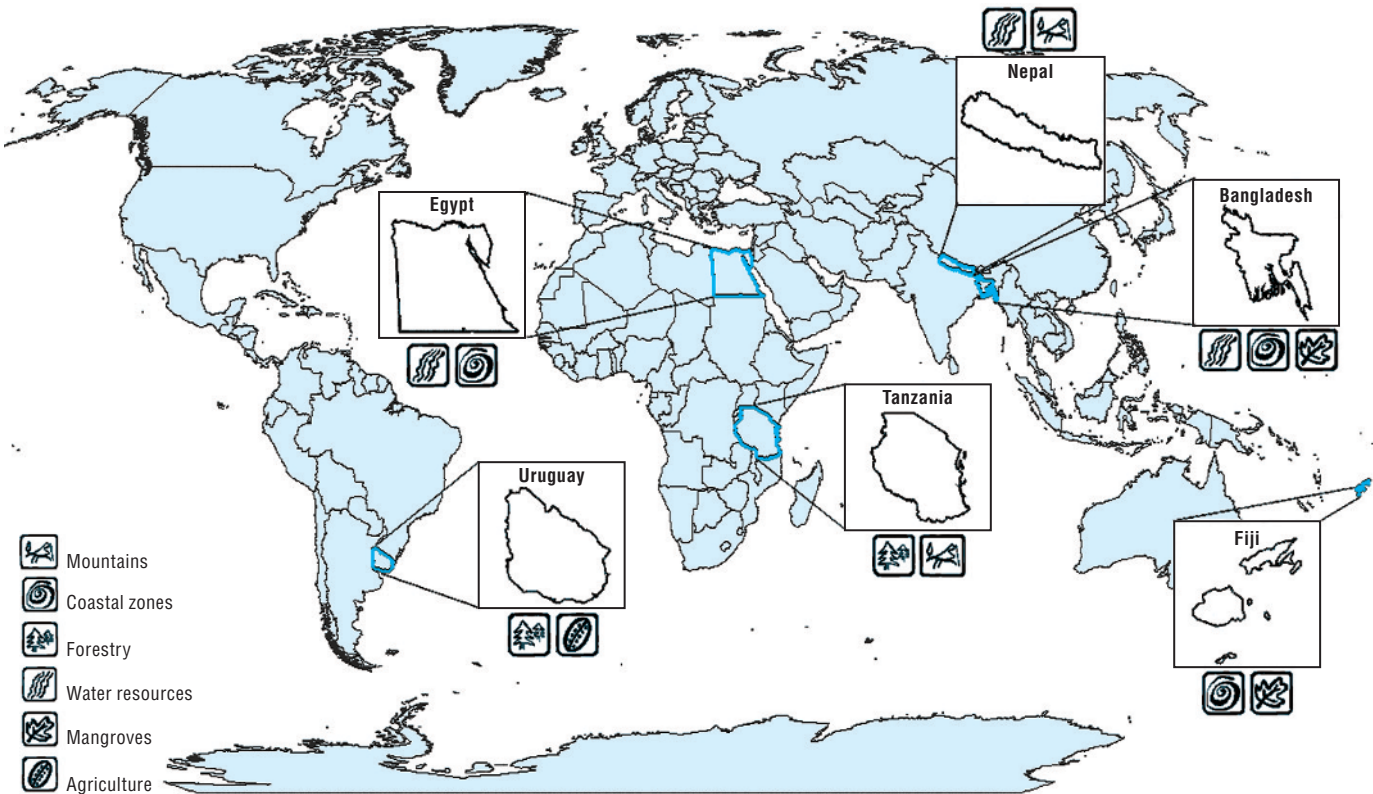 Nepal
Bangladesh
Egypt
Tanzania
Uruguay
Fiji
Mountains
Coastal zones
Forestry
Water resources
Mangroves
Agriculture